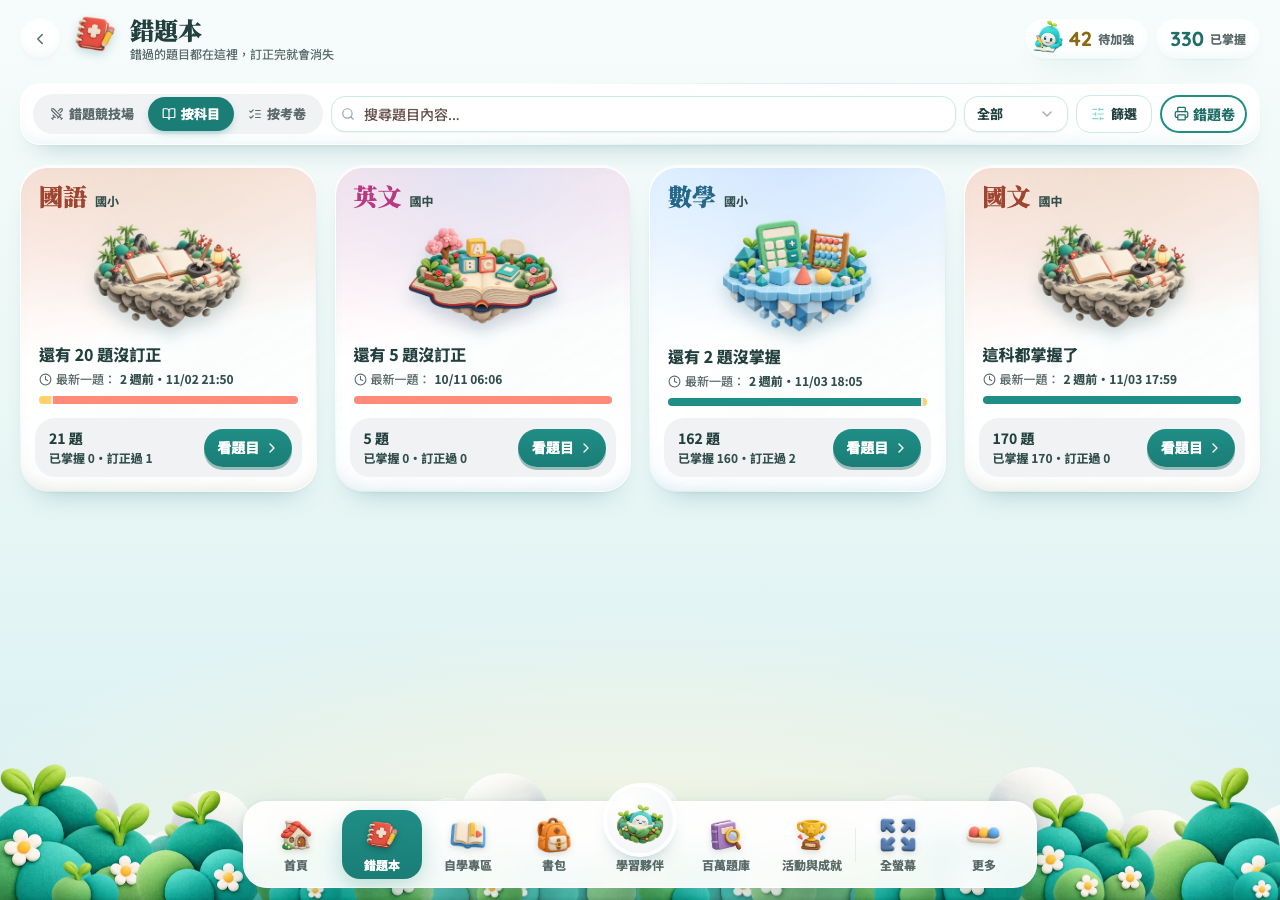 錯題本
錯過的題目都在這裡，訂正完就會消失
42 待加強
330 已掌握
錯題競技場
按科目
按考卷
搜尋題目內容...
全部
篩選
錯題卷
國語 國小
還有 20 題沒訂正
最新一題： 2 週前・11/02 21:50
21 題
已掌握 0・訂正過 1
看題目
英文 國中
還有 5 題沒訂正
最新一題： 10/11 06:06
5 題
已掌握 0・訂正過 0
看題目
數學 國小
還有 2 題沒掌握
最新一題： 2 週前・11/03 18:05
162 題
已掌握 160・訂正過 2
看題目
國文 國中
這科都掌握了
最新一題： 2 週前・11/03 17:59
170 題
已掌握 170・訂正過 0
看題目
首頁
錯題本
自學專區
書包
學習夥伴
百萬題庫
活動與成就
全螢幕
更多